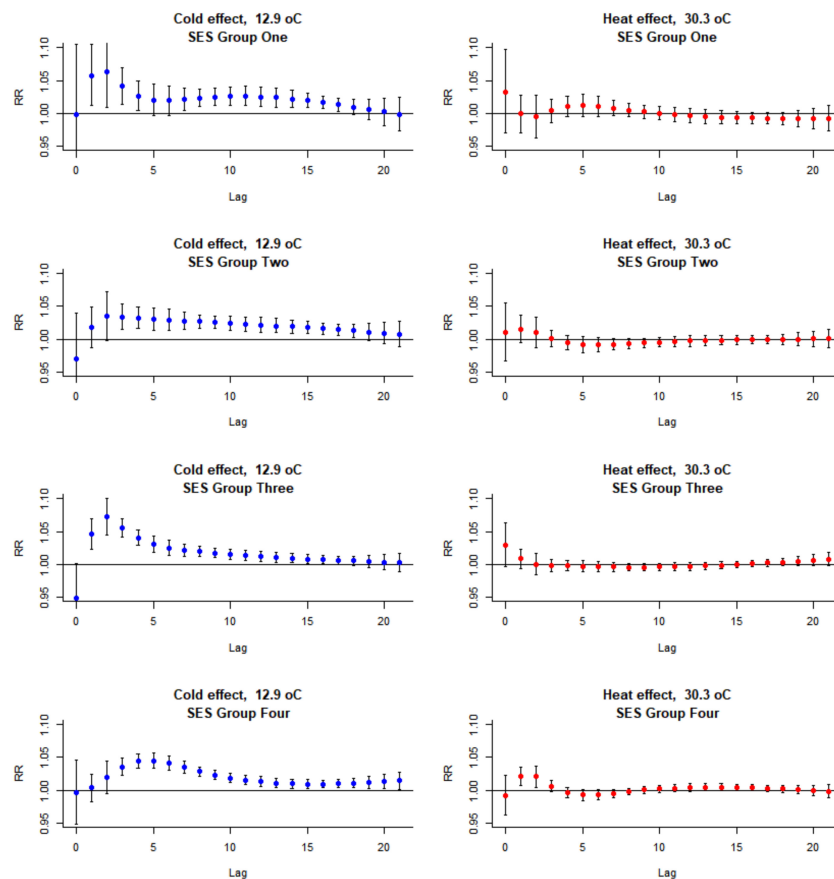 Cold effect,  12.9 oC
SES Group One
RR
0.95 1.00 1.05 1.10
0 5 10 15 20
Lag
Heat effect,  30.3 oC
SES Group One
RR
0.95 1.00 1.05 1.10
0 5 10 15 20
Lag
Cold effect,  12.9 oC
SES Group Two
RR
0.95 1.00 1.05 1.10
0 5 10 15 20
Lag
Heat effect,  30.3 oC
SES Group Two
RR
0.95 1.00 1.05 1.10
0 5 10 15 20
Lag
Cold effect,  12.9 oC
SES Group Three
RR
0.95 1.00 1.05 1.10
0 5 10 15 20
Lag
Heat effect,  30.3 oC
SES Group Three
RR
0.95 1.00 1.05 1.10
0 5 10 15 20
Lag
Cold effect,  12.9 oC
SES Group Four
RR
0.95 1.00 1.05 1.10
0 5 10 15 20
Lag
Heat effect,  30.3 oC
SES Group Four
RR
0.95 1.00 1.05 1.10
0 5 10 15 20
Lag